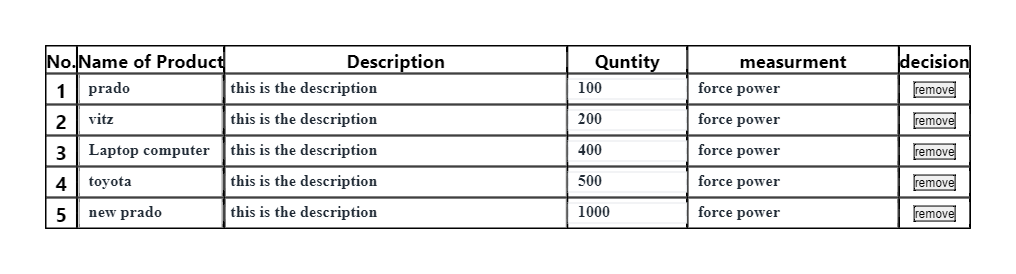 No. Name of Product Description Quntity measurment decision
1 prado this is the description 100 force power remove
2 vitz this is the description 200 force power remove
3 Laptop computer this is the description 400 force power remove
4 toyota this is the description 500 force power remove
5 new prado this is the description 1000 force power remove